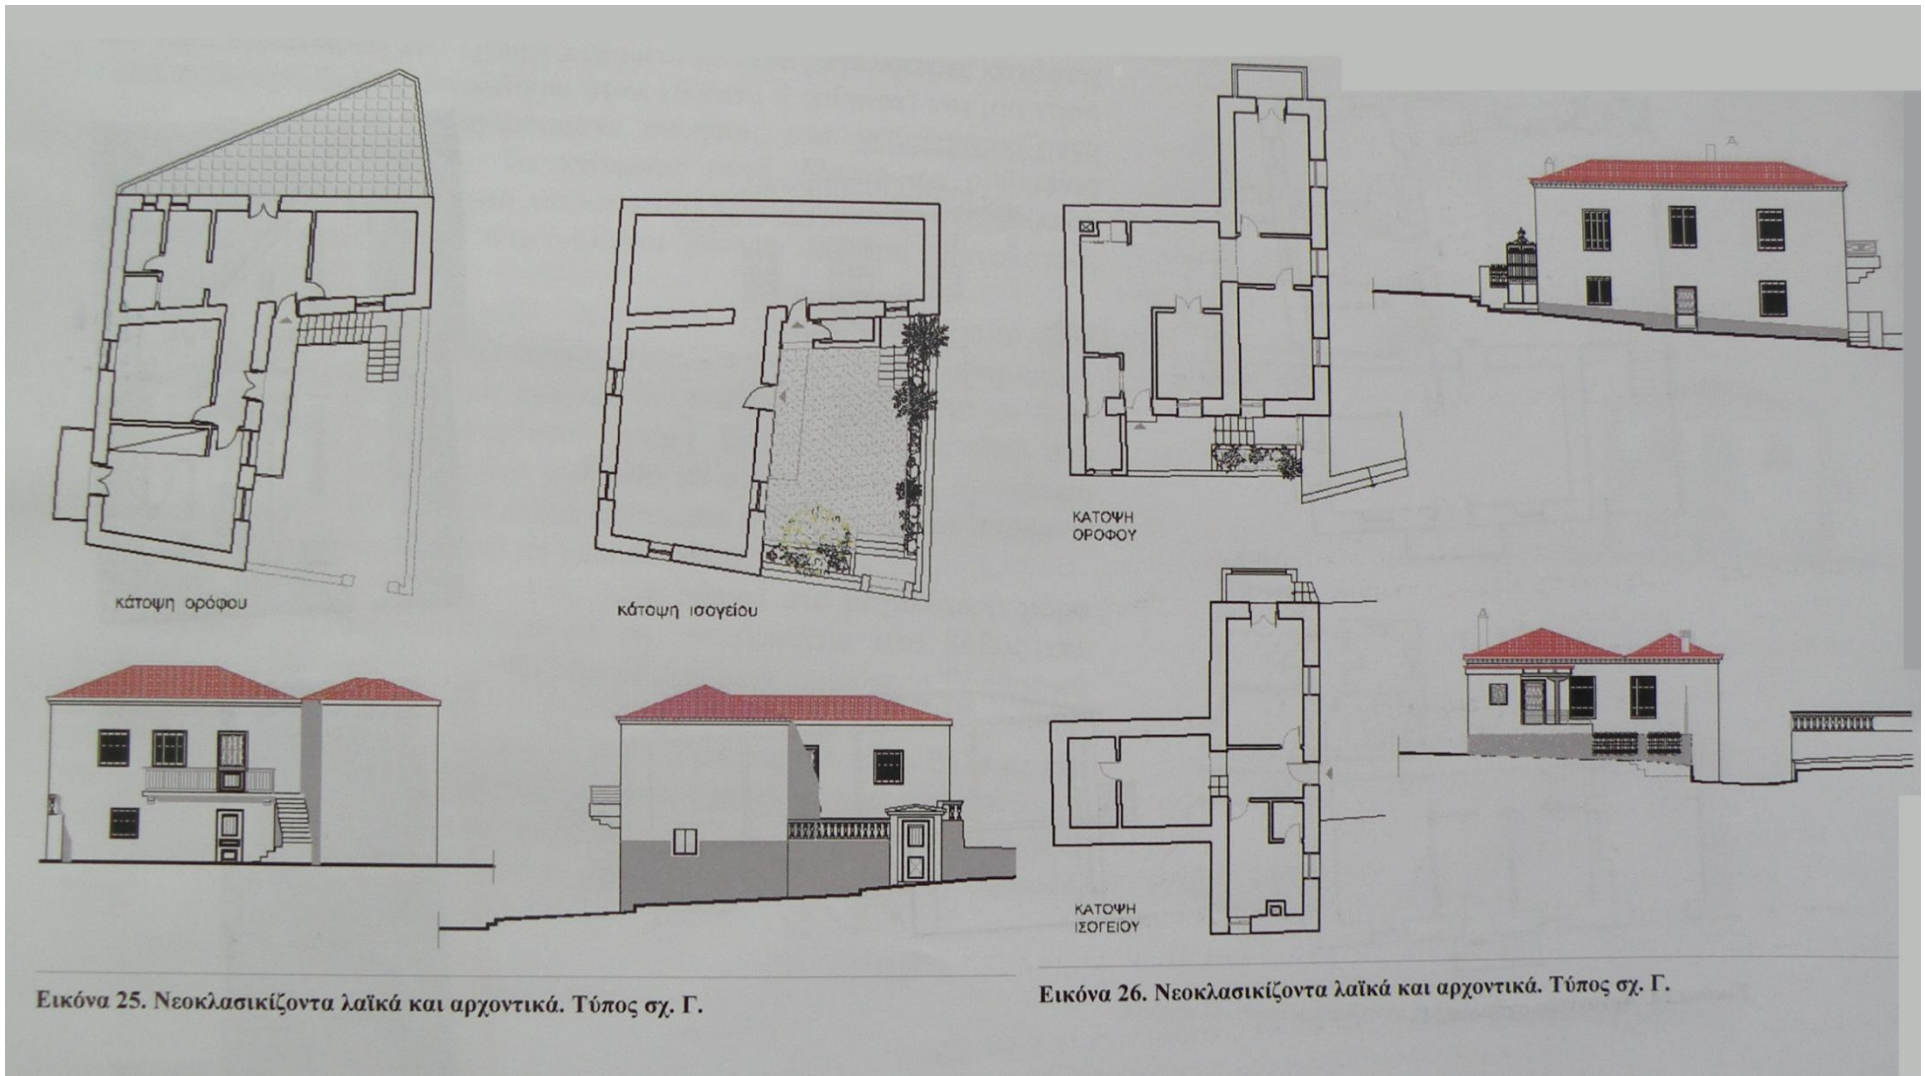 κάτοψη ορόφου
κάτοψη ισογείου
Εικόνα 25. Νεοκλασικίζοντα λαϊκά και αρχοντικά. Τύπος σχ. Γ.
ΚΑΤΟΨΗ
ΟΡΟΦΟΥ
ΚΑΤΟΨΗ
ΙΣΟΓΕΙΟΥ
Εικόνα 26. Νεοκλασικίζοντα λαϊκά και αρχοντικά. Τύπος σχ. Γ.